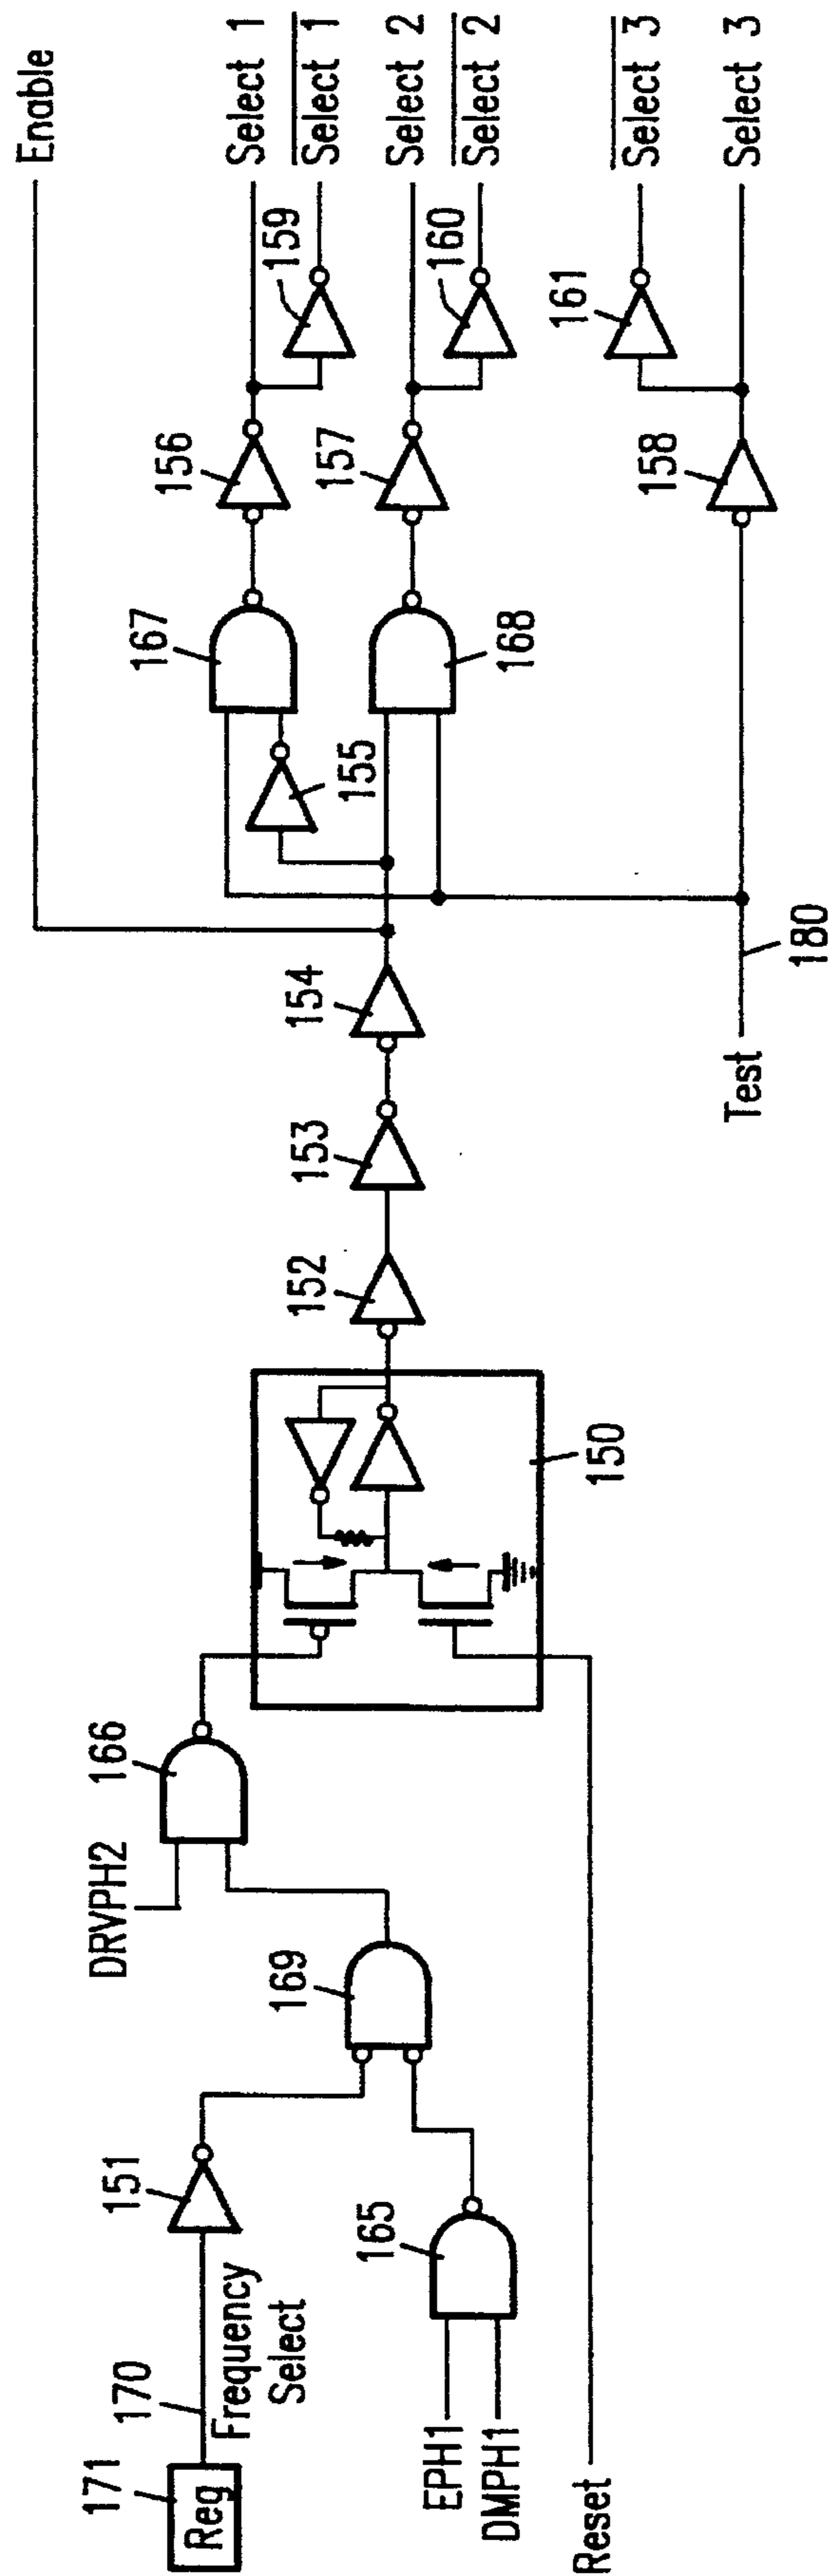 171
Reg
170
Frequency
Select
151
EPH1
DMPH1
165
Reset
169
DRVPH2
166
150
152
153
154
Test
180
155
167
168
156
157
158
159
160
161
Enable
Select 1
Select 1
Select 2
Select 2
Select 3
Select 3